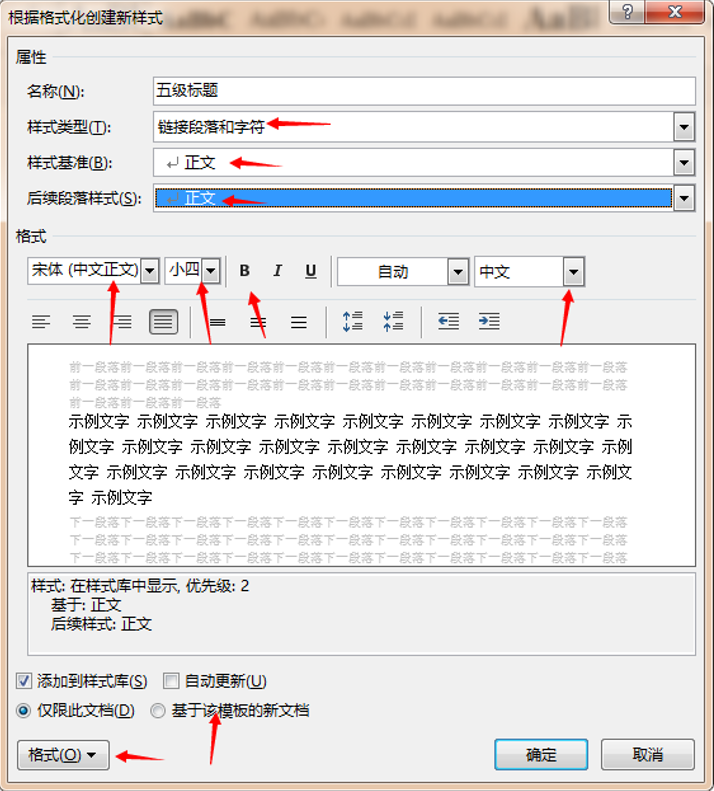 根据格式化创建新样式
属性
名称(N): 五级标题
样式类型(T): 链接段落和字符
样式基准(B): ↵ 正文
后续段落样式(S): ↵ 正文
格式
宋体 (中文正文) 小四 B I U 自动 中文
前一段落前一段落前一段落前一段落前一段落前一段落前一段落前一段落前一段落前一段落
前一段落前一段落前一段落前一段落前一段落前一段落前一段落前一段落前一段落前一段落
前一段落前一段落前一段落
示例文字 示例文字 示例文字 示例文字 示例文字 示例文字 示例文字 示例文字 示
例文字 示例文字 示例文字 示例文字 示例文字 示例文字 示例文字 示例文字 示例
文字 示例文字 示例文字 示例文字 示例文字 示例文字 示例文字 示例文字 示例文
字 示例文字
下一段落下一段落下一段落下一段落下一段落下一段落下一段落下一段落下一段落下一段落
下一段落下一段落下一段落下一段落下一段落下一段落下一段落下一段落下一段落下一段落
下一段落下一段落下一段落下一段落下一段落下一段落下一段落下一段落下一段落下一段落
样式: 在样式库中显示, 优先级: 2
基于: 正文
后续样式: 正文
添加到样式库(S) 自动更新(U)
仅限此文档(D) 基于该模板的新文档
格式(O) 确定 取消